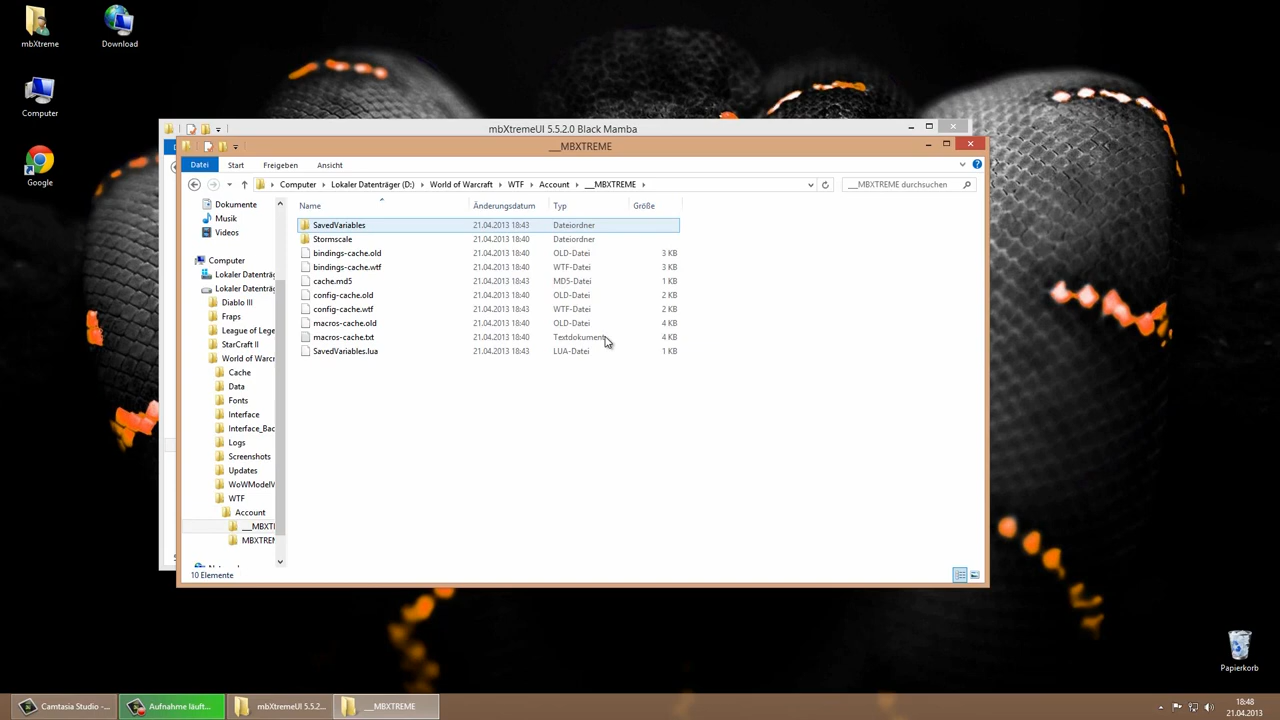 mbXtreme
Download
Computer
Google
mbXtremeUI 5.5.2.0 Black Mamba
___MBXTREME
Datei Start Freigeben Ansicht
Computer Lokaler Datenträger (D:) World of Warcraft WTF Account ___MBXTREME
___MBXTREME durchsuchen
Dokumente
Musik
Videos
Computer
Lokaler Datenträg
Lokaler Datenträg
Diablo III
Fraps
League of Lege
StarCraft II
World of Warcr
Cache
Data
Fonts
Interface
Interface_Bac
Logs
Screenshots
Updates
WoWModelV
WTF
Account
___MBXTI
MBXTREM
Name Änderungsdatum Typ Größe
SavedVariables 21.04.2013 18:43 Dateiordner
Stormscale 21.04.2013 18:40 Dateiordner
bindings-cache.old 21.04.2013 18:40 OLD-Datei 3 KB
bindings-cache.wtf 21.04.2013 18:40 WTF-Datei 3 KB
cache.md5 21.04.2013 18:43 MD5-Datei 1 KB
config-cache.old 21.04.2013 18:40 OLD-Datei 2 KB
config-cache.wtf 21.04.2013 18:43 WTF-Datei 2 KB
macros-cache.old 21.04.2013 18:40 OLD-Datei 4 KB
macros-cache.txt 21.04.2013 18:40 Textdokument 4 KB
SavedVariables.lua 21.04.2013 18:43 LUA-Datei 1 KB
10 Elemente
Papierkorb
Camtasia Studio -...
Aufnahme läuft...
mbXtremeUI 5.5.2...
___MBXTREME
18:48
21.04.2013